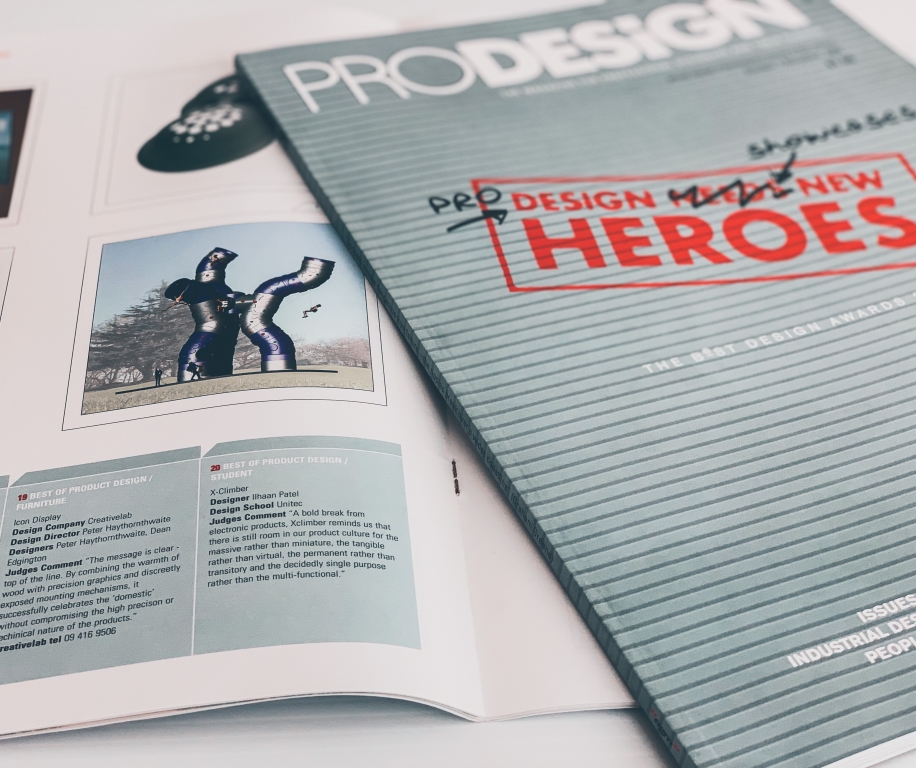 PRODESIGN
showcases
PRO DESIGN NEEDS NEW
HEROES
THE BEST DESIGN AWARDS
ISSUES
INDUSTRIAL
PEOPL
19 BEST OF PRODUCT DESIGN /
FURNITURE
Icon Display
Design Company Creativelab
Design Director Peter Haythornthwaite
Designers Peter Haythornthwaite, Dean
Edgington
Judges Comment "The message is clear -
top of the line. By combining the warmth of
wood with precision graphics and discreetly
exposed mounting mechanisms, it
successfully celebrates the 'domestic'
without compromising the high precison or
techinical nature of the products."
reativelab tel 09 416 9506
20 BEST OF PRODUCT DESIGN /
STUDENT
X-Climber
Designer Ilhaan Patel
Design School Unitec
Judges Comment "A bold break from
electronic products, Xclimber reminds us that
there is still room in our product culture for the
massive rather than miniature, the tangible
rather than virtual, the permanent rather than
transitory and the decidedly single purpose
rather than the multi-functional."